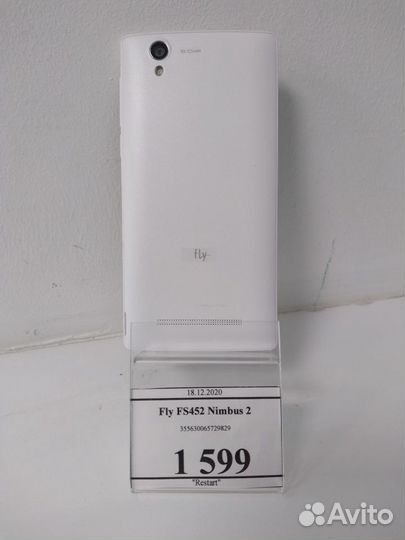 fly
18.12.2020
Fly FS452 Nimbus 2
355630065729829
1 599
"Restart"
Avito